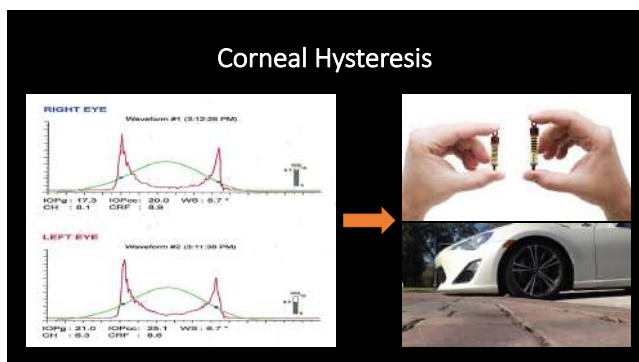 Corneal Hysteresis
RIGHT EYE
Waveform #1 (3:12:26 PM)
IOPg : 17.3 IOPcc : 20.0 WS : 8.7
CH : 8.1 CRF : 8.9
LEFT EYE
Waveform #2 (3:11:38 PM)
IOPg : 21.0 IOPcc : 25.1 WS : 6.7
CH : 6.3 CRF : 8.6